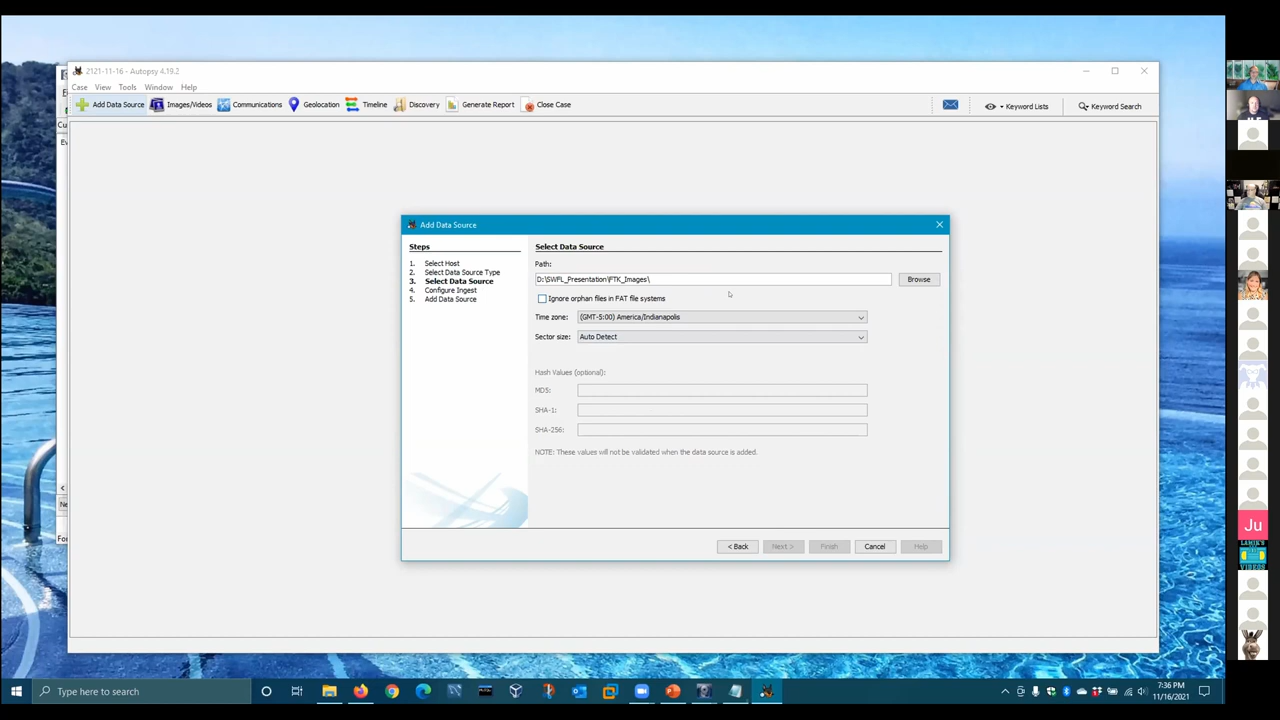 2121-11-16 - Autopsy 4.19.2
Case View Tools Window Help
Add Data Source Images/Videos Communications Geolocation Timeline Discovery Generate Report Close Case Keyword Lists Keyword Search
Add Data Source
Steps
1. Select Host
2. Select Data Source Type
3. Select Data Source
4. Configure Ingest
5. Add Data Source
Select Data Source
Path:
D:\SWFL_Presentation\FTK_Images\
Browse
Ignore orphan files in FAT file systems
Time zone: (GMT-5:00) America/Indianapolis
Sector size: Auto Detect
Hash Values (optional):
MD5:
SHA-1:
SHA-256:
NOTE: These values will not be validated when the data source is added.
< Back Next > Finish Cancel Help
Ju
Type here to search
7:36 PM
11/16/2021